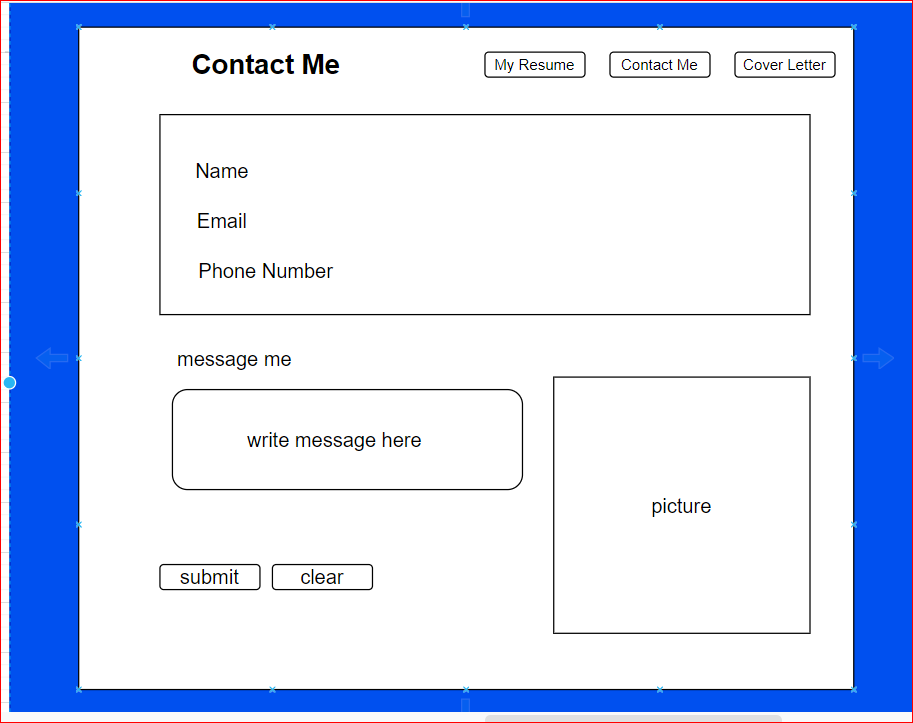 Contact Me
My Resume
Contact Me
Cover Letter
Name
Email
Phone Number
message me
write message here
picture
submit
clear